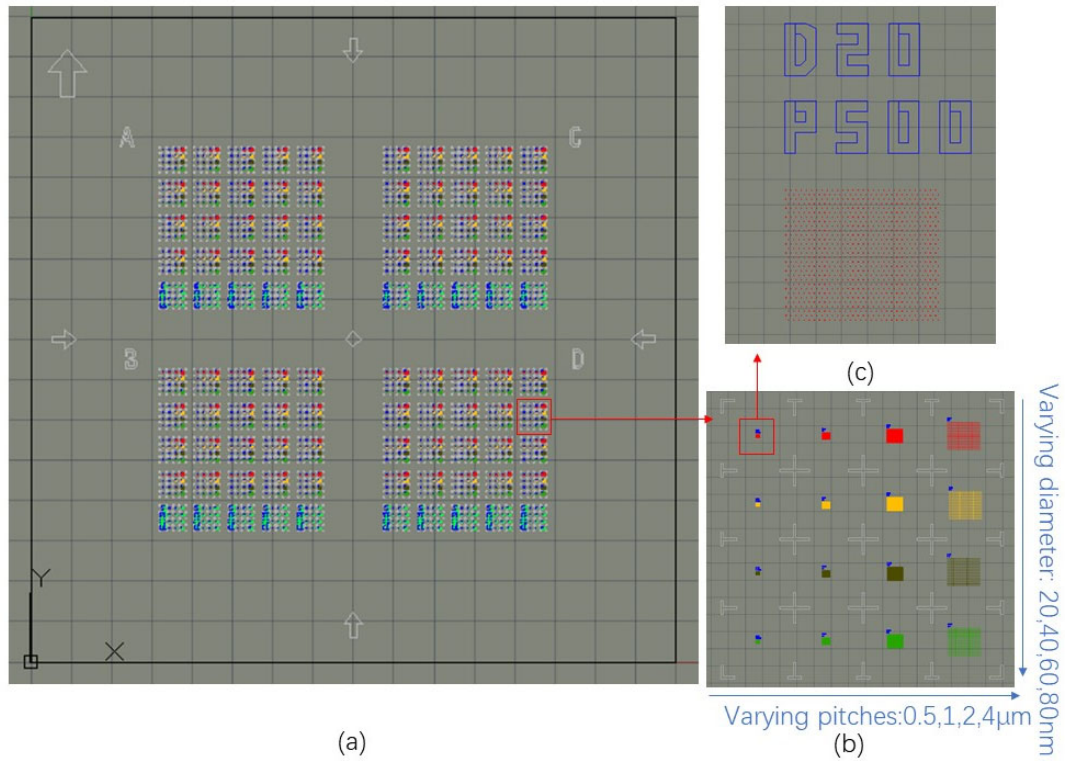 A
C
B
D
Y
X
(a)
D20
P500
(c)
Varying diameter: 20,40,60,80nm
Varying pitches:0.5,1,2,4μm
(b)